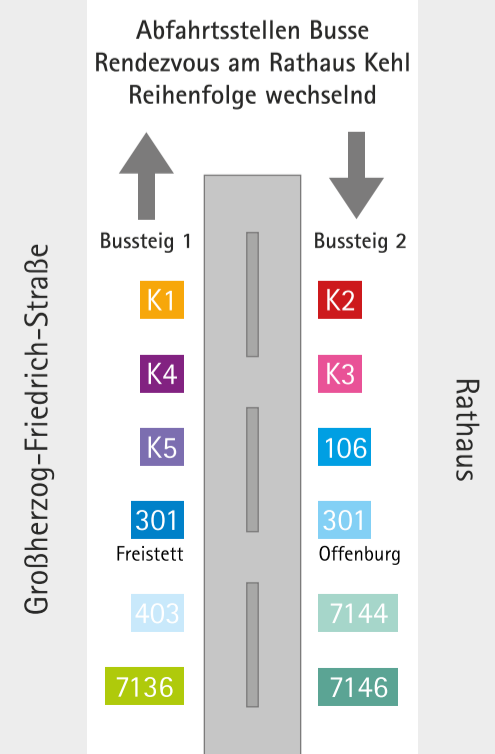 Abfahrtsstellen Busse
Rendezvous am Rathaus Kehl
Reihenfolge wechselnd
Großherzog-Friedrich-Straße
Bussteig 1
K1
K4
K5
301
Freistett
403
7136
Bussteig 2
K2
K3
106
301
Offenburg
7144
7146
Rathaus